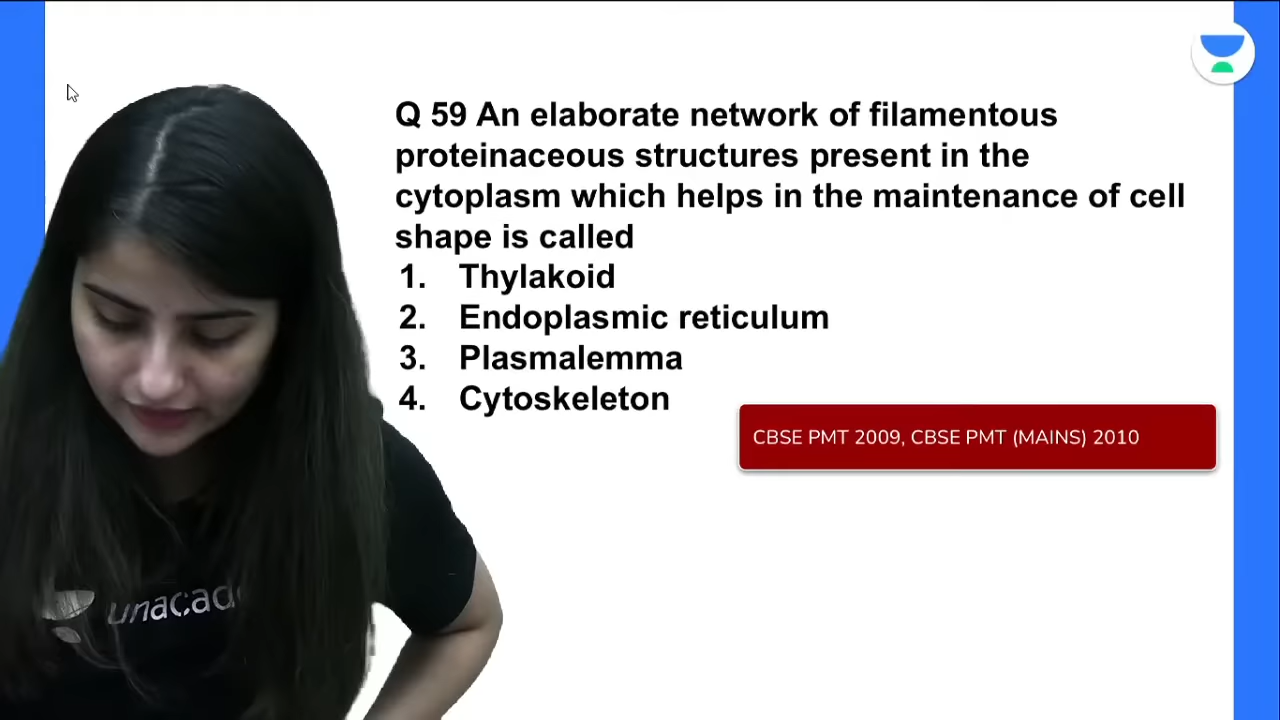 Q 59 An elaborate network of filamentous
proteinaceous structures present in the
cytoplasm which helps in the maintenance of cell
shape is called
1. Thylakoid
2. Endoplasmic reticulum
3. Plasmalemma
4. Cytoskeleton
CBSE PMT 2009, CBSE PMT (MAINS) 2010
unacad